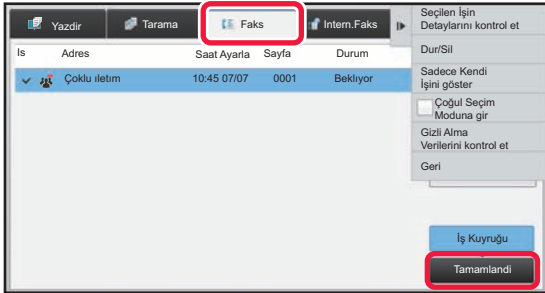 Yazdir Tarama Faks Intern.Faks
Is Adres Saat Ayarla Sayfa Durum
Çoklu ıletım 10:45 07/07 0001 Beklıyor
Seçilen İşin
Detaylarını kontrol et
Dur/Sil
Sadece Kendi
İşini göster
Çoğul Seçim
Moduna gir
Gizli Alma
Verilerini kontrol et
Geri
İş Kuyruğu
Tamamlandi